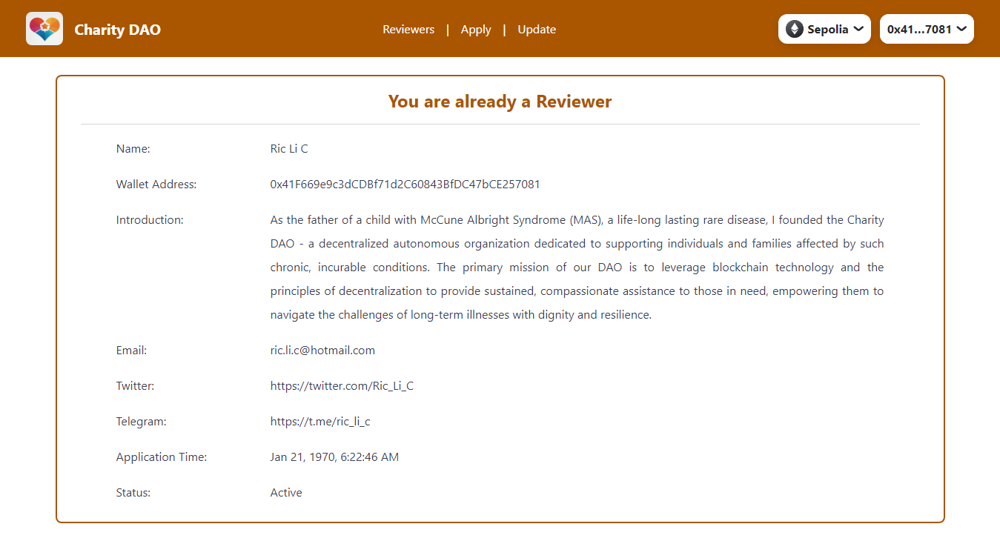 Charity DAO
Reviewers | Apply | Update
Sepolia
0x41...7081
You are already a Reviewer
Name: Ric Li C
Wallet Address: 0x41F669e9c3dCDBf71d2C60843BfDC47bCE257081
Introduction: As the father of a child with McCune Albright Syndrome (MAS), a life-long lasting rare disease, I founded the Charity
DAO - a decentralized autonomous organization dedicated to supporting individuals and families affected by such
chronic, incurable conditions. The primary mission of our DAO is to leverage blockchain technology and the
principles of decentralization to provide sustained, compassionate assistance to those in need, empowering them to
navigate the challenges of long-term illnesses with dignity and resilience.
Email: ric.li.c@hotmail.com
Twitter: https://twitter.com/Ric_Li_C
Telegram: https://t.me/ric_li_c
Application Time: Jan 21, 1970, 6:22:46 AM
Status: Active